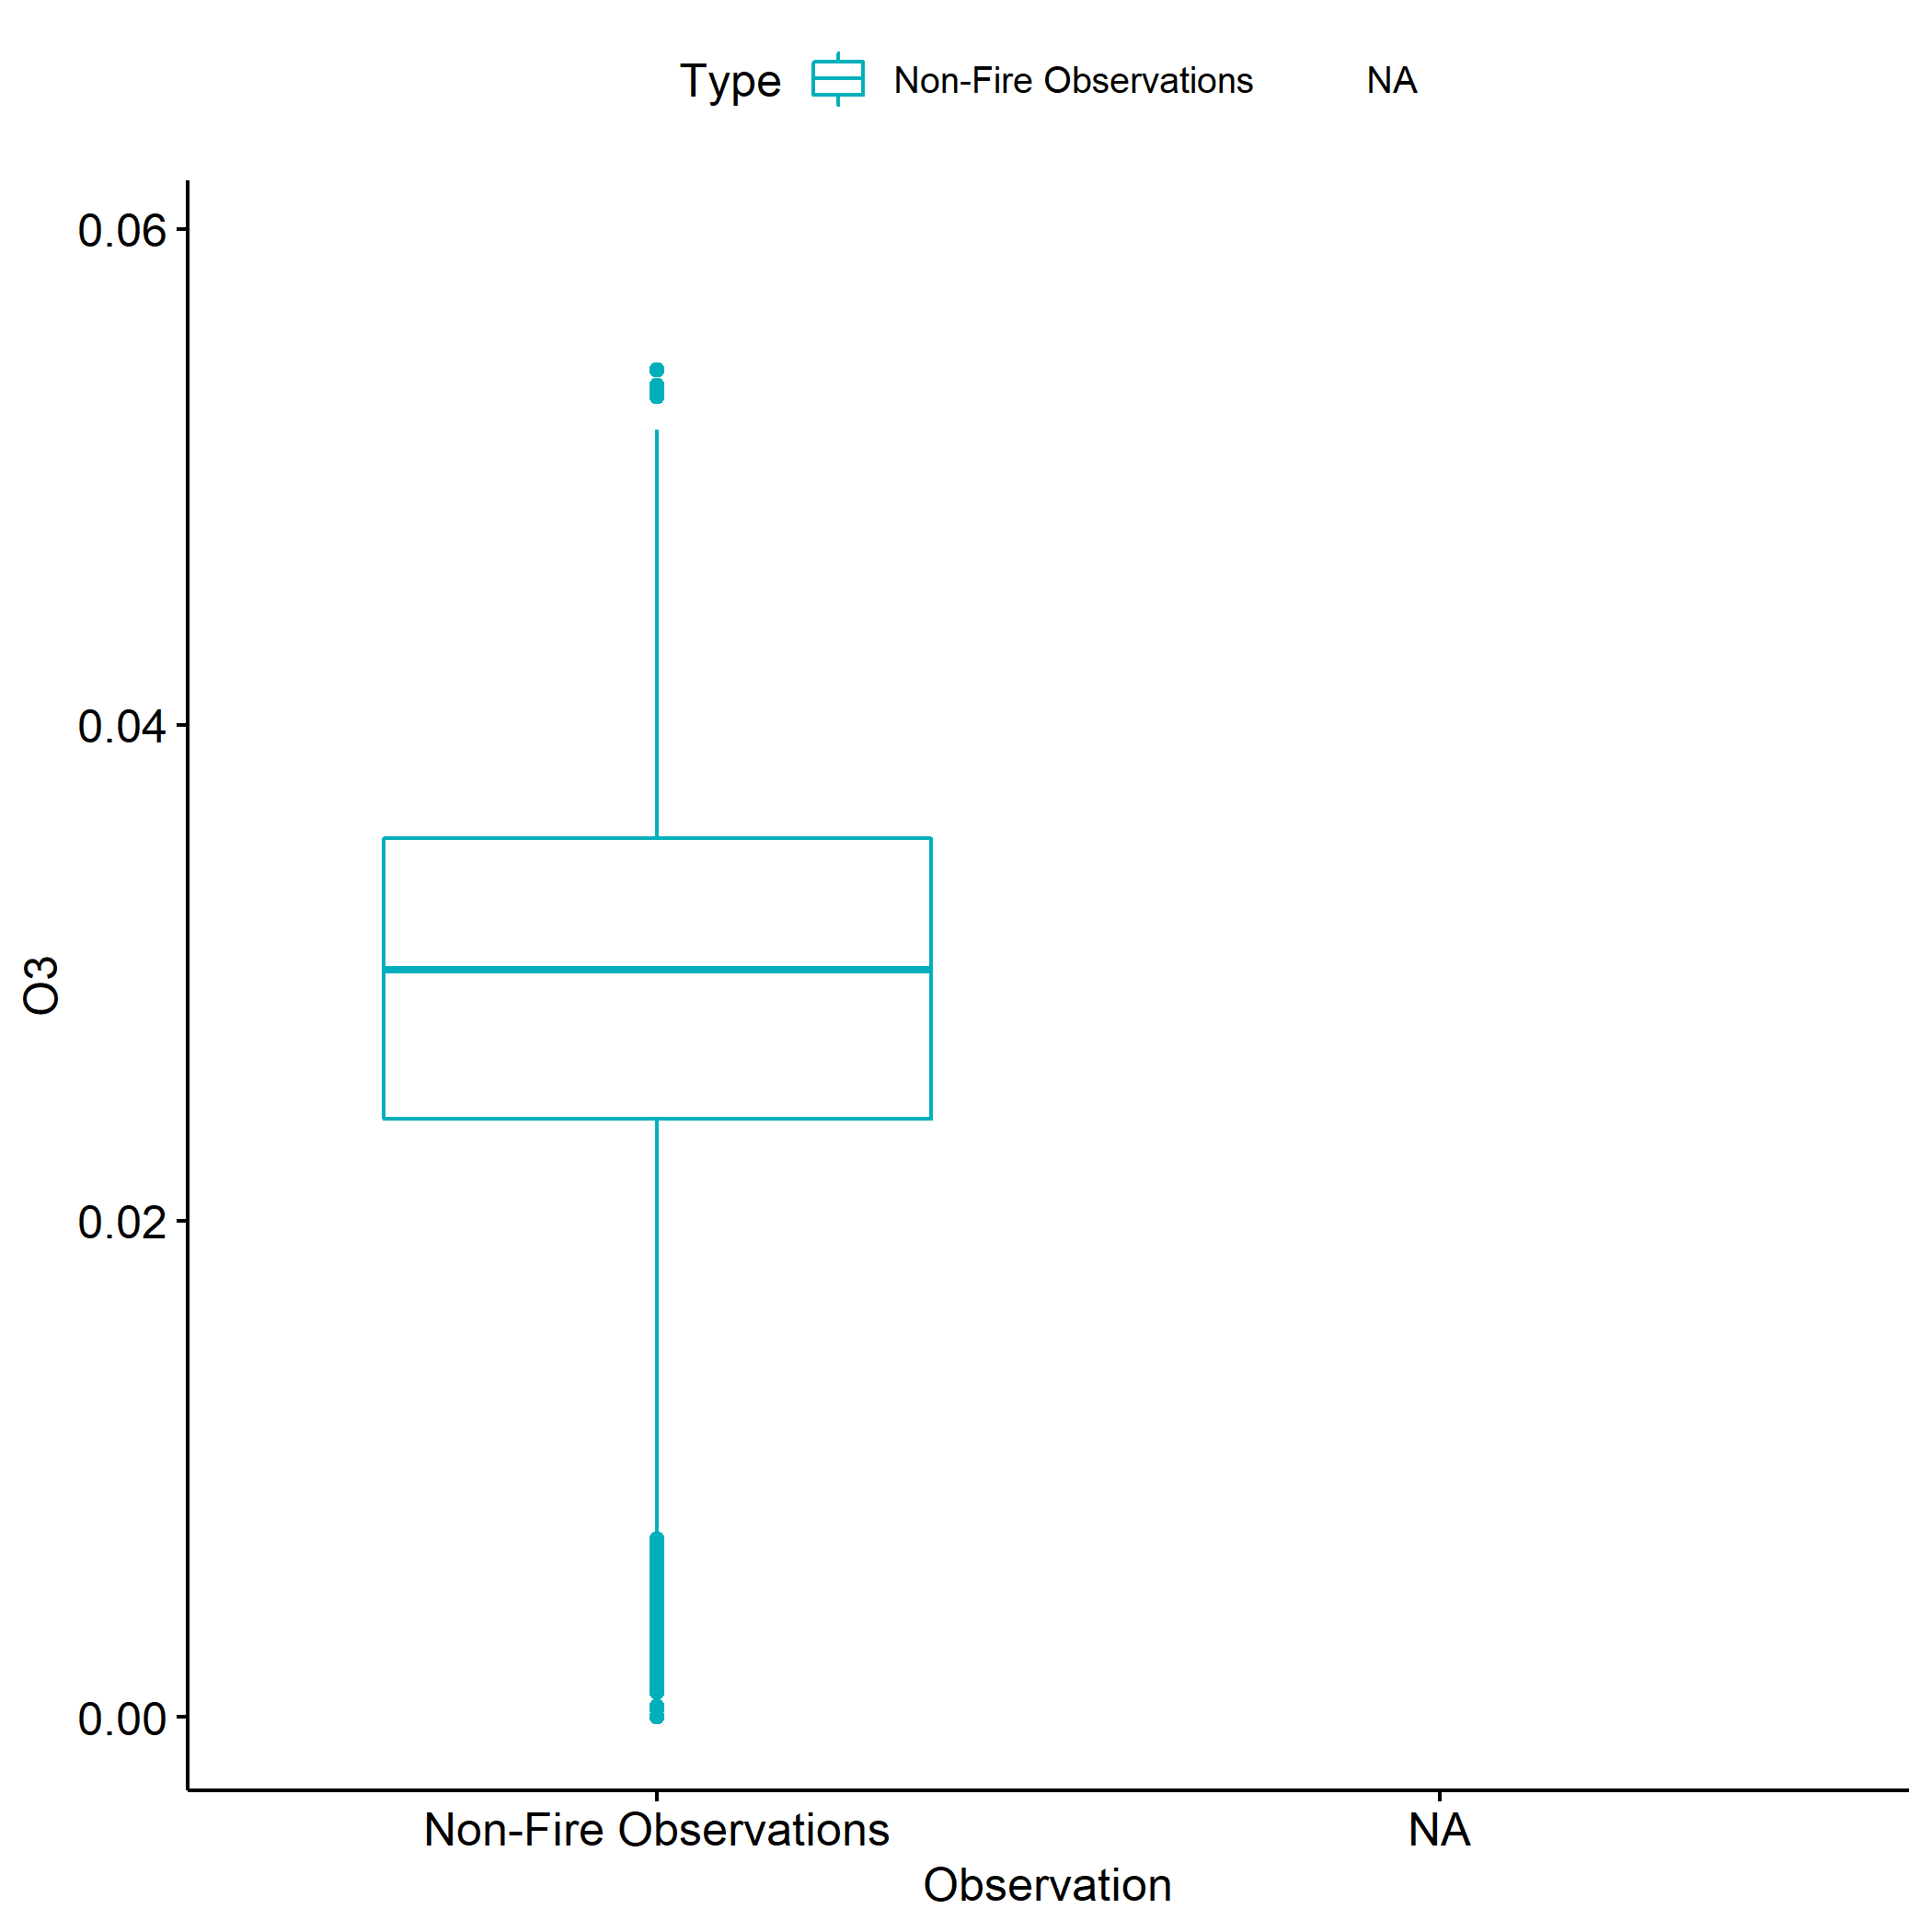 Type Non-Fire Observations NA
0.06
0.04
0.02
0.00
O3
Non-Fire Observations NA
Observation